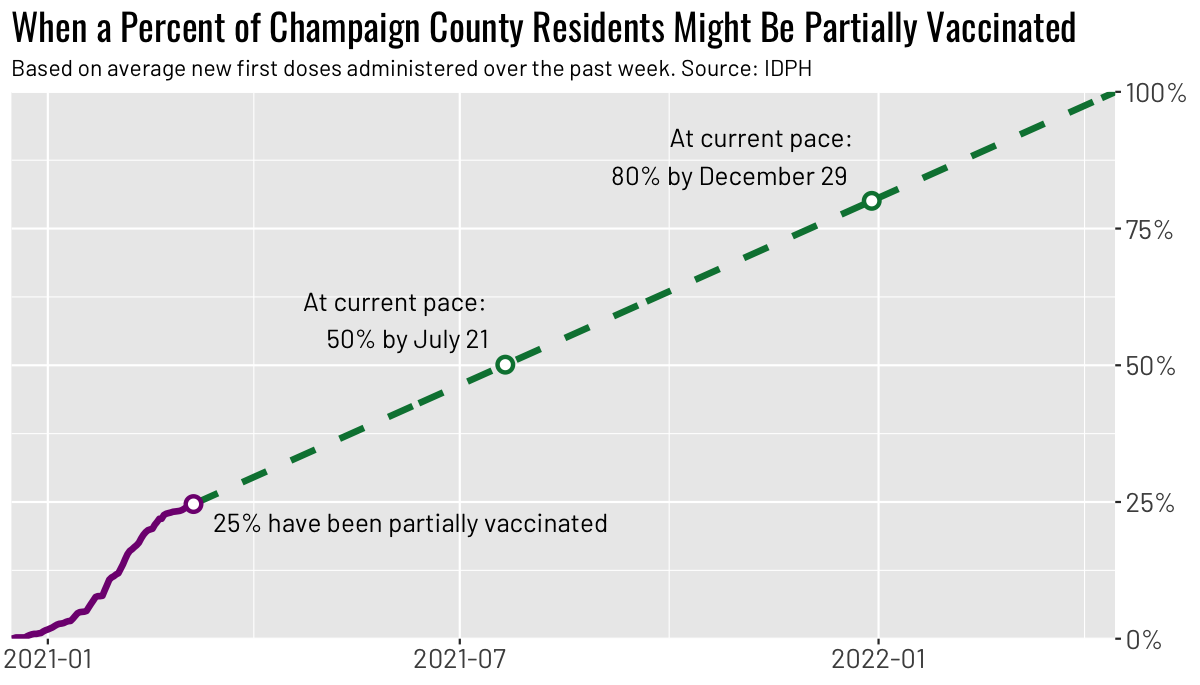 When a Percent of Champaign County Residents Might Be Partially Vaccinated
Based on average new first doses administered over the past week. Source: IDPH
100%
At current pace:
80% by December 29
75%
At current pace:
50% by July 21
50%
25%
25% have been partially vaccinated
0%
2021-01
2021-07
2022-01